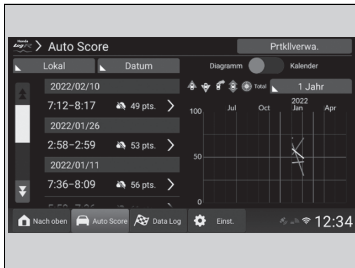 Honda
Log R
Auto Score
Prtkllverwa.
Lokal
Datum
Diagramm
Kalender
2022/02/10
Total
1 Jahr
7:12–8:17
49 pts.
2022/01/26
2:58–2:59
53 pts.
2022/01/11
7:36–8:09
56 pts.
100
Jul
Oct
2022
Jan
Apr
50
0
Nach oben
Auto Score
Data Log
Einst.
12:34